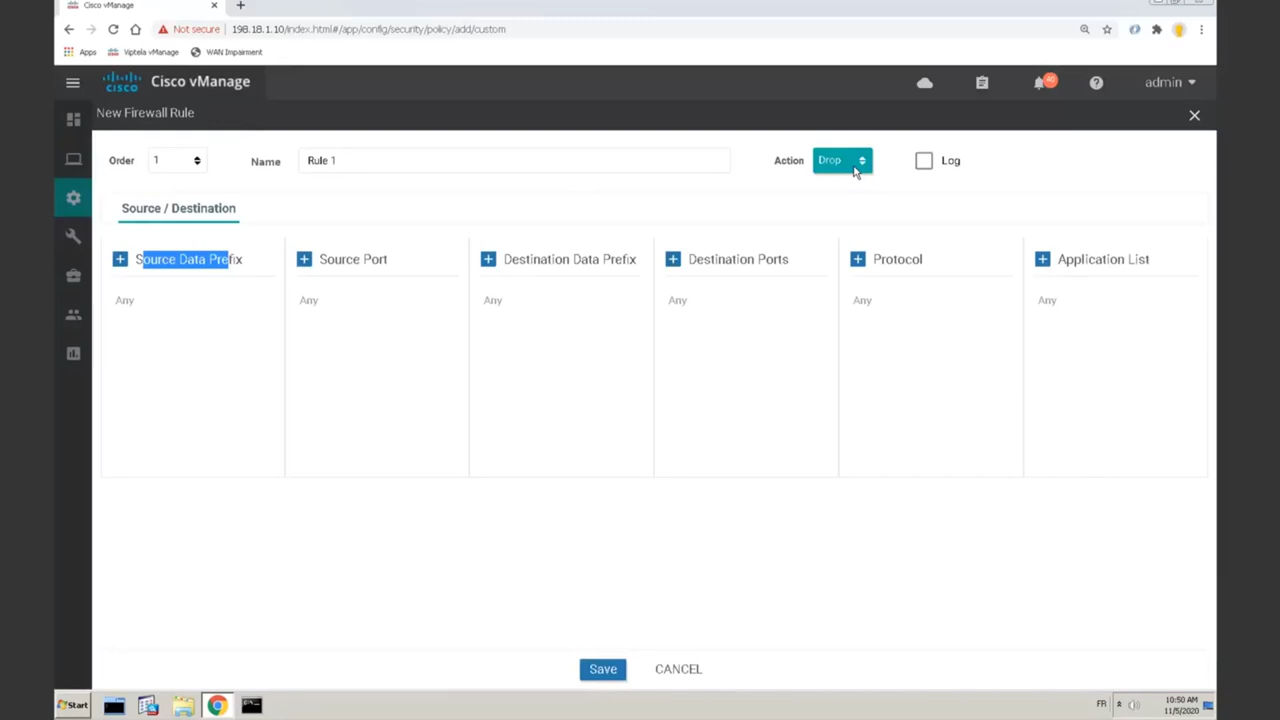 Cisco vManage
Not secure 198.18.1.10/index.html#/app/config/security/policy/add/custom
Apps Viptela vManage WAN Impairment
cisco Cisco vManage 40 admin
New Firewall Rule
Order 1 Name Rule 1 Action Drop Log
Source / Destination
Source Data Prefix Source Port Destination Data Prefix Destination Ports Protocol Application List
Any Any Any Any Any Any
Save CANCEL
Start FR 10:50 AM
11/5/2020